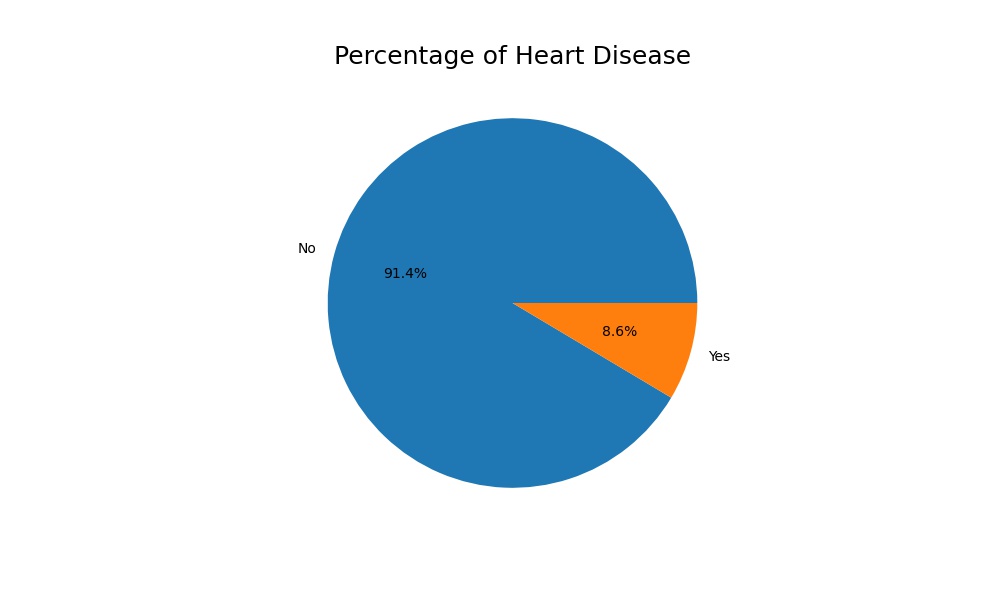 Percentage of Heart Disease
No
91.4%
8.6%
Yes